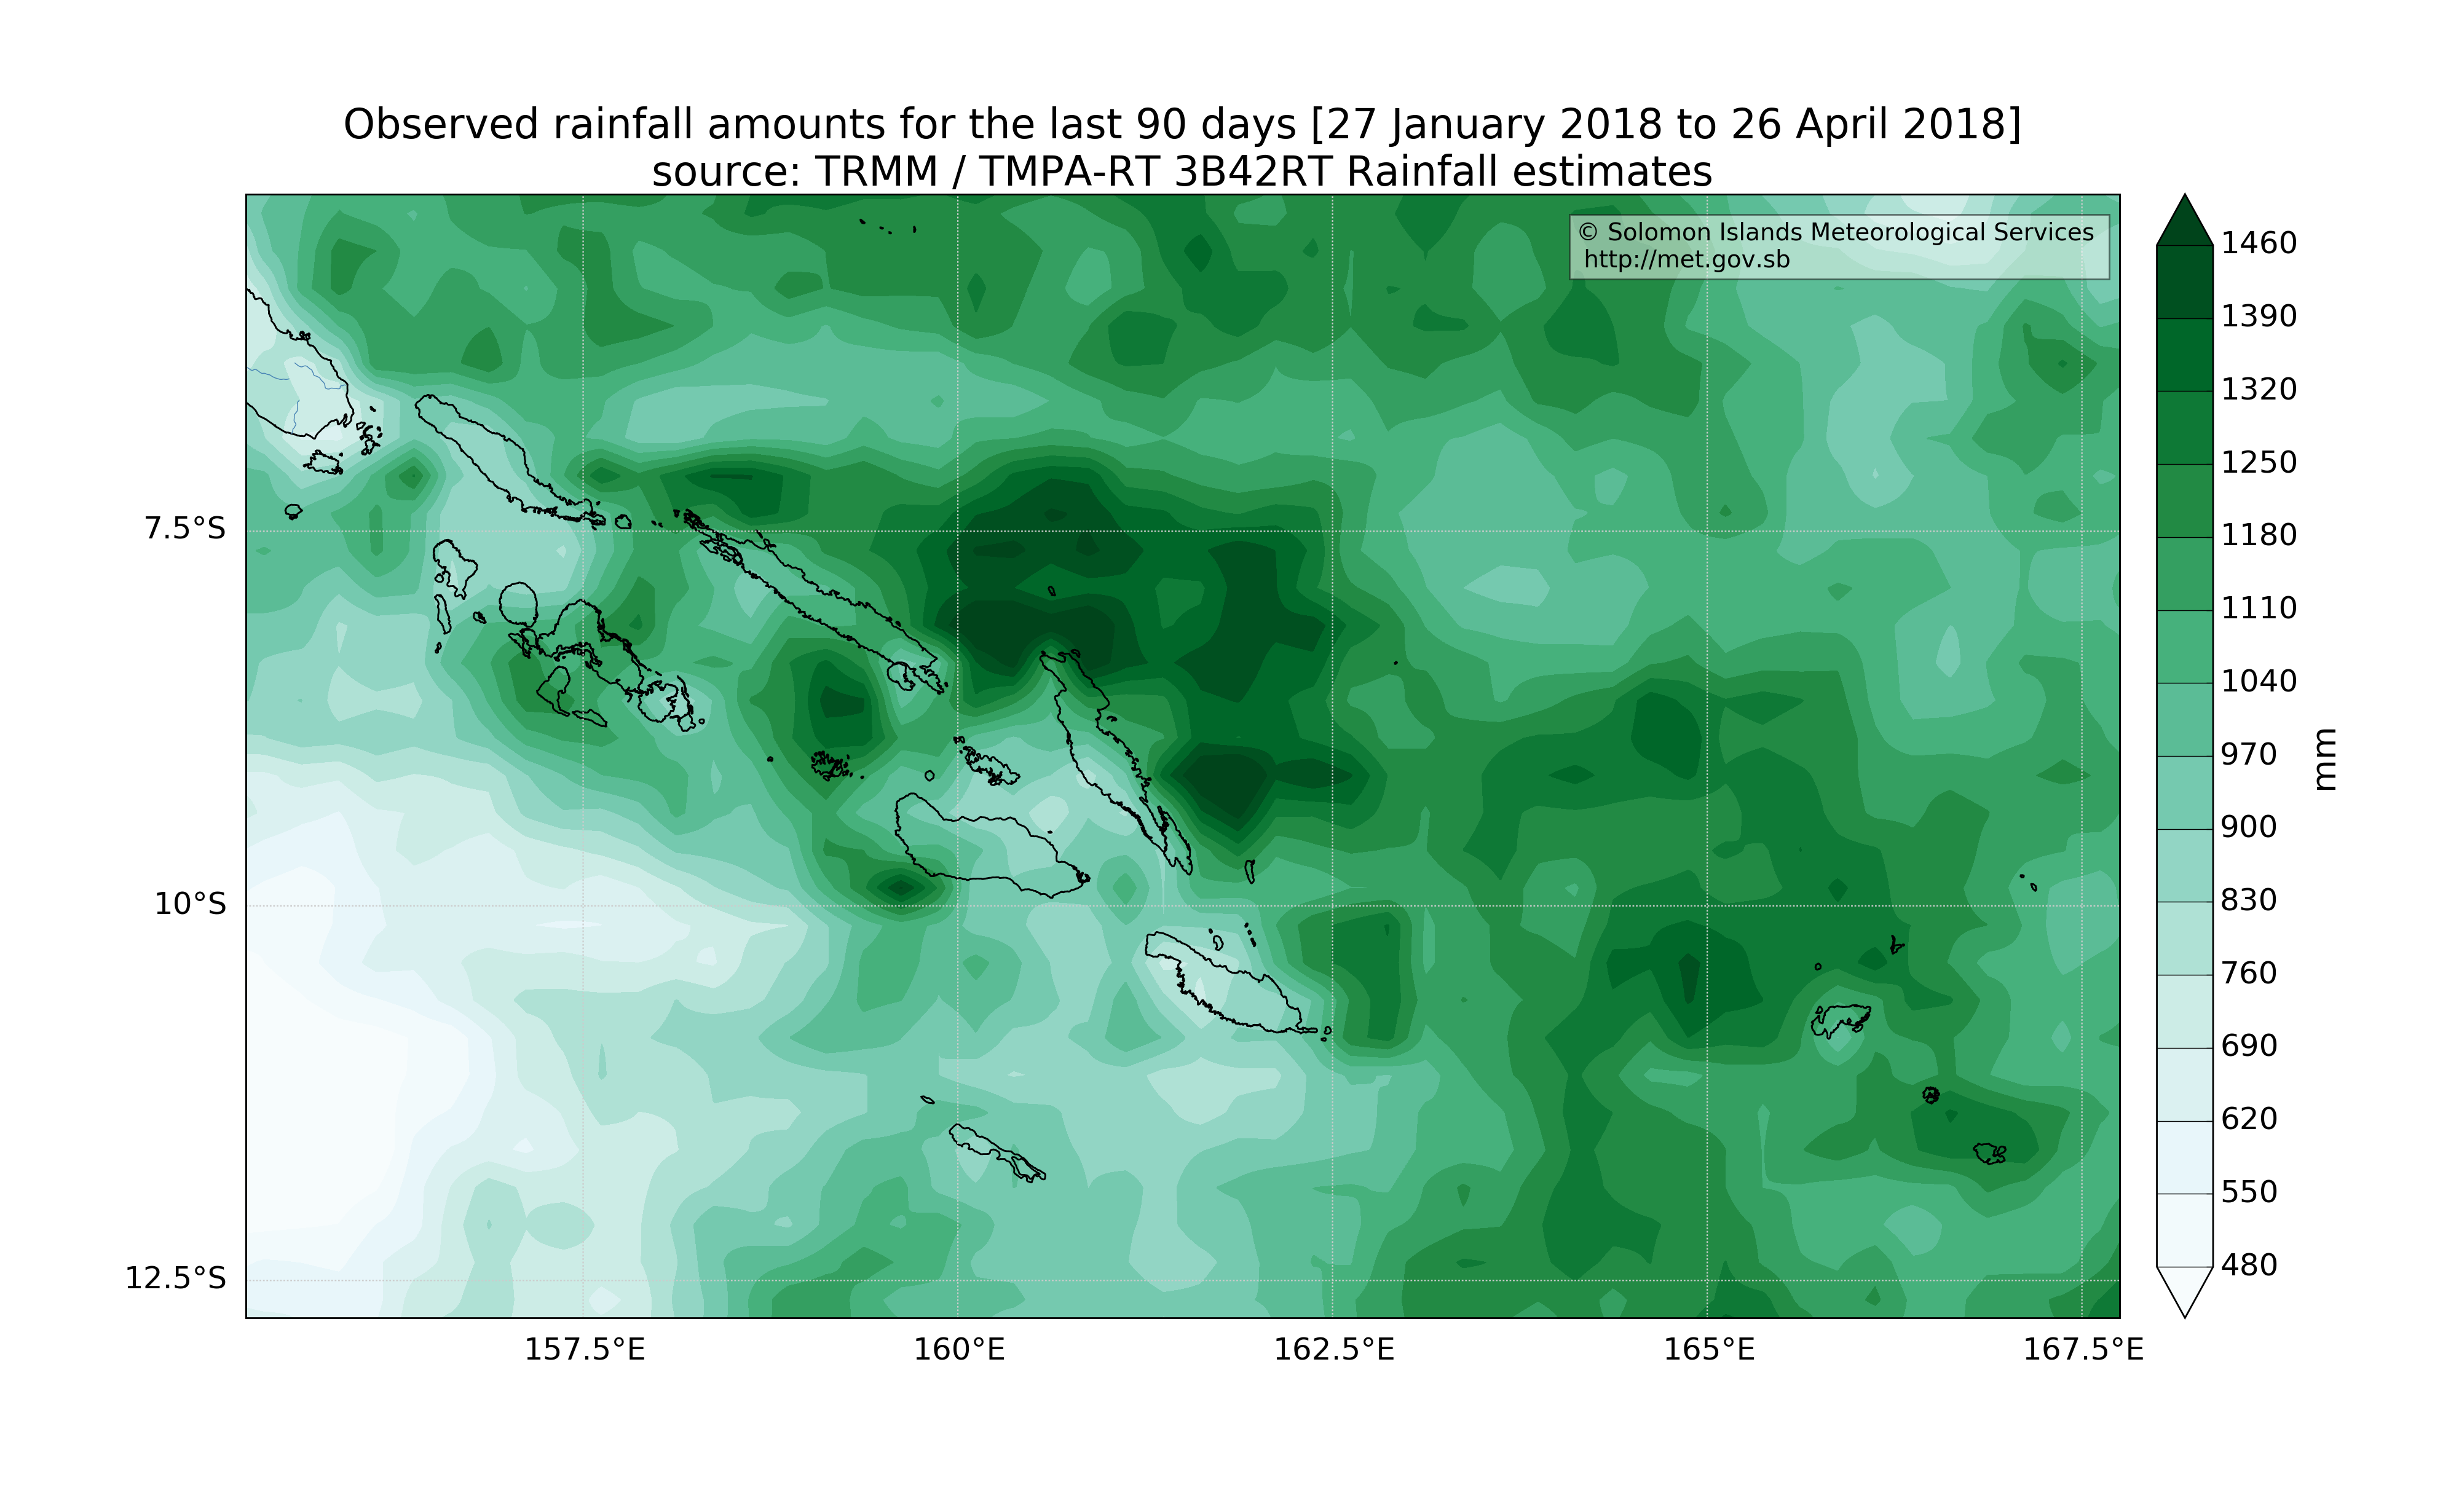 Observed rainfall amounts for the last 90 days [27 January 2018 to 26 April 2018]
source: TRMM / TMPA-RT 3B42RT Rainfall estimates
© Solomon Islands Meteorological Services
http://met.gov.sb
7.5°S
10°S
12.5°S
157.5°E
160°E
162.5°E
165°E
167.5°E
1460
1390
1320
1250
1180
1110
1040
970
900
830
760
690
620
550
480
mm